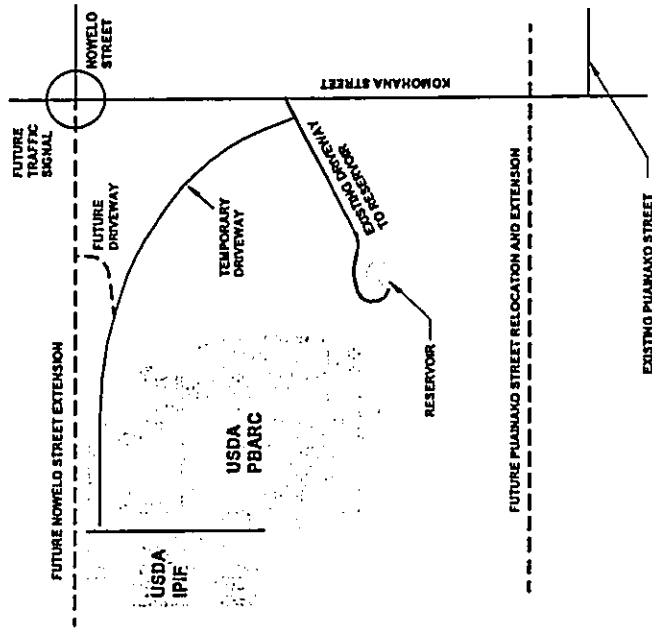 FUTURE
TRAFFIC
SIGNAL
NOWELO
STREET
FUTURE NOWELO STREET EXTENSION
FUTURE
DRIVEWAY
TEMPORARY
DRIVEWAY
KOMOHANA STREET
EXISTING DRIVEWAY
TO RESERVOIR
USDA
IPIF
USDA
PBARC
RESERVOIR
FUTURE PUAINAKO STREET RELOCATION AND EXTENSION
EXISTING PUAINAKO STREET